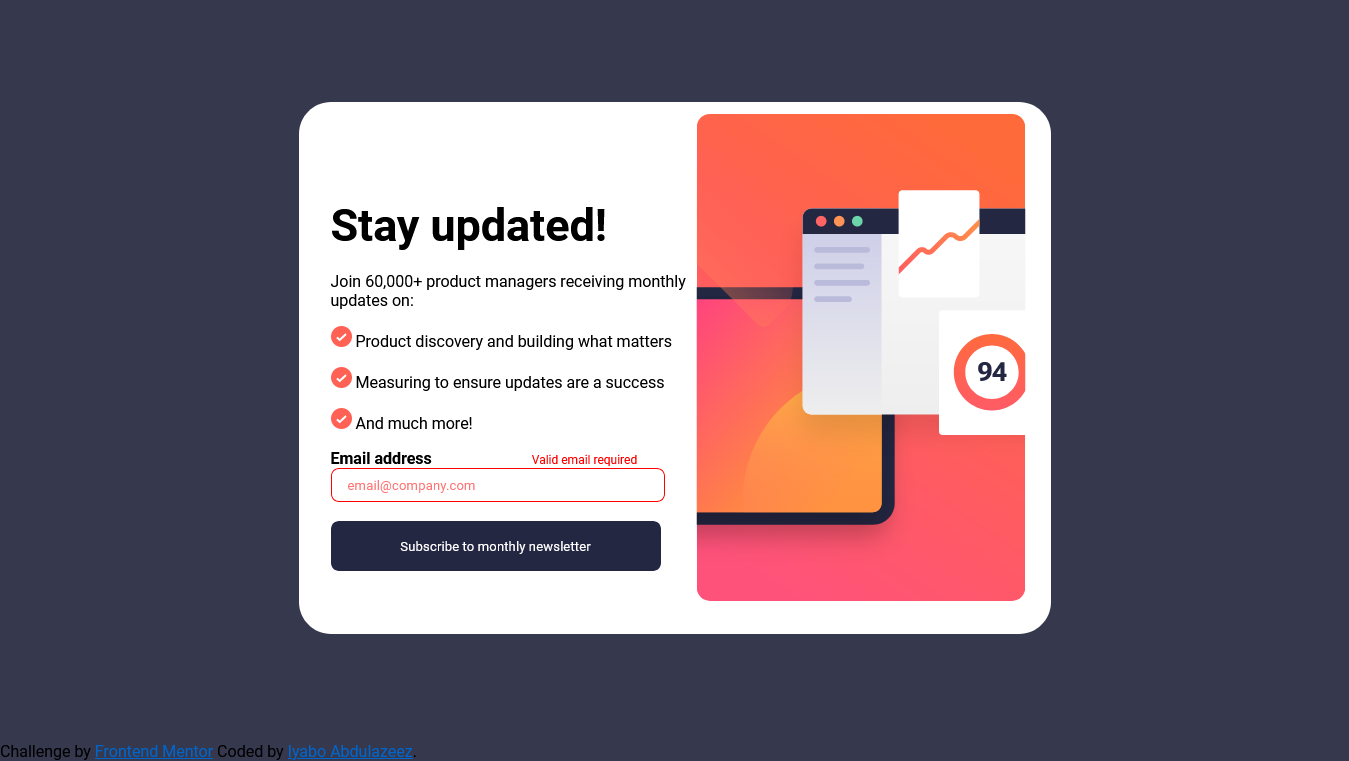 Stay updated!
Join 60,000+ product managers receiving monthly
updates on:
Product discovery and building what matters
Measuring to ensure updates are a success
And much more!
Email address Valid email required
email@company.com
Subscribe to monthly newsletter
94
Challenge by Frontend Mentor Coded by Iyabo Abdulazeez.